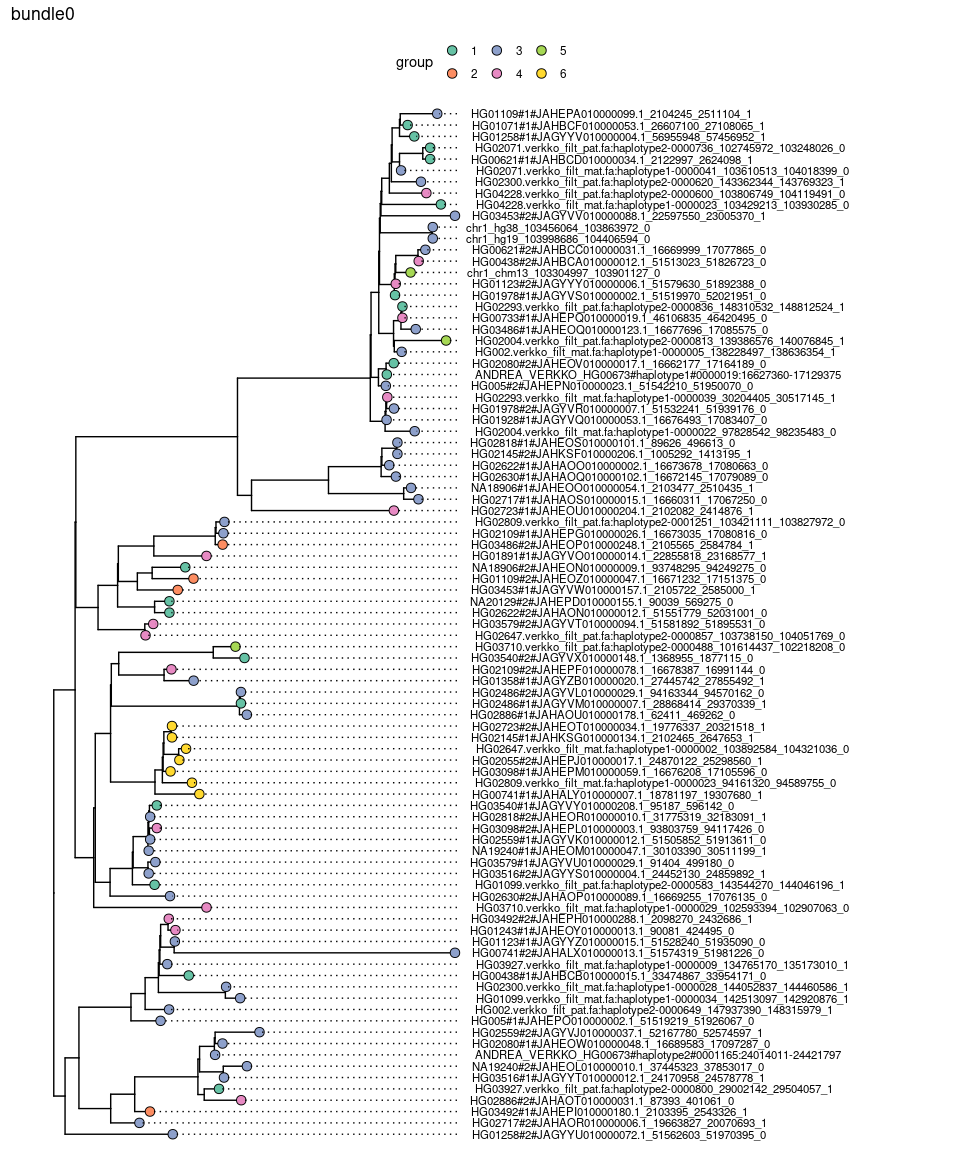 bundle0
group
1 3 5
2 4 6
HG01109#1#JAHEPA010000099.1_2104245_2511104_1
HG01071#1#JAHBCF010000053.1_26607100_27108065_1
HG01258#1#JAGYYV010000004.1_56955948_57456952_1
HG02071.verkko_filt_pat.fa:haplotype2-0000736_102745972_103248026_0
HG00621#1#JAHBCD010000034.1_2122997_2624098_1
HG02071.verkko_filt_mat.fa:haplotype1-0000041_103610513_104018399_0
HG02300.verkko_filt_pat.fa:haplotype2-0000620_143362344_143769323_1
HG04228.verkko_filt_pat.fa:haplotype2-0000600_103806749_104119491_0
HG04228.verkko_filt_mat.fa:haplotype1-0000023_103429213_103930285_0
HG03453#2#JAGYVV010000088.1_22597550_23005370_1
chr1_hg38_103456064_103863972_0
chr1_hg19_103998686_104406594_0
HG00621#2#JAHBCC010000031.1_16669999_17077865_0
HG00438#2#JAHBCA010000012.1_51513023_51826723_0
chr1_chm13_103304997_103901127_0
HG01123#2#JAGYYY010000006.1_51579630_51892388_0
HG01978#1#JAGYVS010000002.1_51519970_52021951_0
HG02293.verkko_filt_pat.fa:haplotype2-0000836_148310532_148812524_1
HG00733#1#JAHEPQ010000019.1_46106835_46420495_0
HG03486#1#JAHEOQ010000123.1_16677696_17085575_0
HG02004.verkko_filt_pat.fa:haplotype2-0000813_139386576_140076845_1
HG002.verkko_filt_mat.fa:haplotype1-0000005_138228497_138636354_1
HG02080#2#JAHEOV010000017.1_16662177_17164189_0
ANDREA_VERKKO_HG00673#haplotype1#0000019:16627360-17129375
HG005#2#JAHEPN010000023.1_51542210_51950070_0
HG02293.verkko_filt_mat.fa:haplotype1-0000039_30204405_30517145_1
HG01978#2#JAGYVR010000007.1_51532241_51939176_0
HG01928#1#JAGYVQ010000053.1_16676493_17083407_0
HG02004.verkko_filt_mat.fa:haplotype1-0000022_97828542_98235483_0
HG02818#1#JAHEOS010000101.1_89626_496613_0
HG02145#2#JAHKSF010000206.1_1005292_1413195_1
HG02622#1#JAHAOO010000002.1_16673678_17080663_0
HG02630#1#JAHAOQ010000102.1_16672145_17079089_0
NA18906#1#JAHEOO010000054.1_2103477_2510435_1
HG02717#1#JAHAOS010000015.1_16660311_17067250_0
HG02723#1#JAHEOU010000204.1_2102082_2414876_1
HG02809.verkko_filt_pat.fa:haplotype2-0001251_103421111_103827972_0
HG02109#1#JAHEPG010000026.1_16673035_17080816_0
HG03486#2#JAHEOP010000248.1_2105565_2584784_1
HG01891#1#JAGYVO010000014.1_22855818_23168577_1
NA18906#2#JAHEON010000009.1_93748295_94249275_0
HG01109#2#JAHEOZ010000047.1_16671232_17151375_0
HG03453#1#JAGYVW010000157.1_2105722_2585000_1
NA20129#2#JAHEPD010000155.1_90039_569275_0
HG02622#2#JAHAON010000012.1_51551779_52031001_0
HG03579#2#JAGYVT010000094.1_51581892_51895531_0
HG02647.verkko_filt_pat.fa:haplotype2-0000857_103738150_104051769_0
HG03710.verkko_filt_pat.fa:haplotype2-0000488_101614437_102218208_0
HG03540#2#JAGYVX010000148.1_1368955_1877115_0
HG02109#2#JAHEPF010000078.1_16678387_16991144_0
HG01358#1#JAGYZB010000020.1_27445742_27855492_1
HG02486#2#JAGYVL010000029.1_94163344_94570162_0
HG02486#1#JAGYVM010000007.1_28868414_29370331_0
HG02886#1#JAHAOU010000178.1_62411_469262_0
HG02723#2#JAHEOT010000034.1_19776337_20321518_1
HG02145#1#JAHKSG010000134.1_2102465_2647653_1
HG02647.verkko_filt_mat.fa:haplotype1-0000002_103892584_104321036_0
HG02055#2#JAHEPJ010000017.1_24870122_25298560_1
HG03098#1#JAHEPM010000059.1_16676208_17105596_0
HG02809.verkko_filt_mat.fa:haplotype1-0000023_94161320_94589755_0
HG00741#1#JAHALY010000007.1_18781197_19307680_1
HG03540#1#JAGYVY010000208.1_95187_596142_0
HG02818#2#JAHEOR010000010.1_31775319_32183091_1
HG03098#2#JAHEPL010000003.1_93803759_94117426_0
HG02559#1#JAGYVK010000012.1_51505852_51913611_0
NA19240#1#JAHEOM010000047.1_30103390_30511199_1
HG03579#1#JAGYVU010000029.1_91404_499180_0
HG03516#2#JAGYYS010000004.1_24452130_24859892_1
HG01099.verkko_filt_pat.fa:haplotype2-0000583_143544270_144046196_1
HG02630#2#JAHAOP010000089.1_16669255_17076135_0
HG03710.verkko_filt_mat.fa:haplotype1-0000029_102593394_102907063_0
HG03492#2#JAHEPH010000288.1_2098270_2432686_1
HG01243#1#JAHEOY010000013.1_90081_424495_0
HG01123#1#JAGYYZ010000015.1_51528240_51935090_0
HG00741#2#JAHALX010000013.1_51574319_51981226_0
HG03927.verkko_filt_mat.fa:haplotype1-0000009_134765170_135173010_1
HG00438#1#JAHBCB010000015.1_33474867_33954171_0
HG02300.verkko_filt_mat.fa:haplotype1-0000028_144052837_144460586_1
HG01099.verkko_filt_mat.fa:haplotype1-0000034_142513097_142920876_1
HG002.verkko_filt_pat.fa:haplotype2-0000649_147937390_148315979_1
HG005#1#JAHEPO010000002.1_51519219_51926067_0
HG02559#2#JAGYVJ010000037.1_52167780_52574597_1
HG02080#1#JAHEOW010000048.1_16689583_17097287_0
ANDREA_VERKKO_HG00673#haplotype2#0001165:24014011-24421797
NA19240#2#JAHEOL010000010.1_37445323_37853017_0
HG03516#1#JAGYYT010000012.1_24170958_24578778_1
HG03927.verkko_filt_pat.fa:haplotype2-0000800_29002142_29504057_1
HG02886#2#JAHAOT010000031.1_87393_401061_0
HG03492#1#JAHEPI010000180.1_2103395_2543326_1
HG02717#2#JAHAOR010000006.1_19663827_20070693_1
HG01258#2#JAGYYU010000072.1_51562603_51970395_0